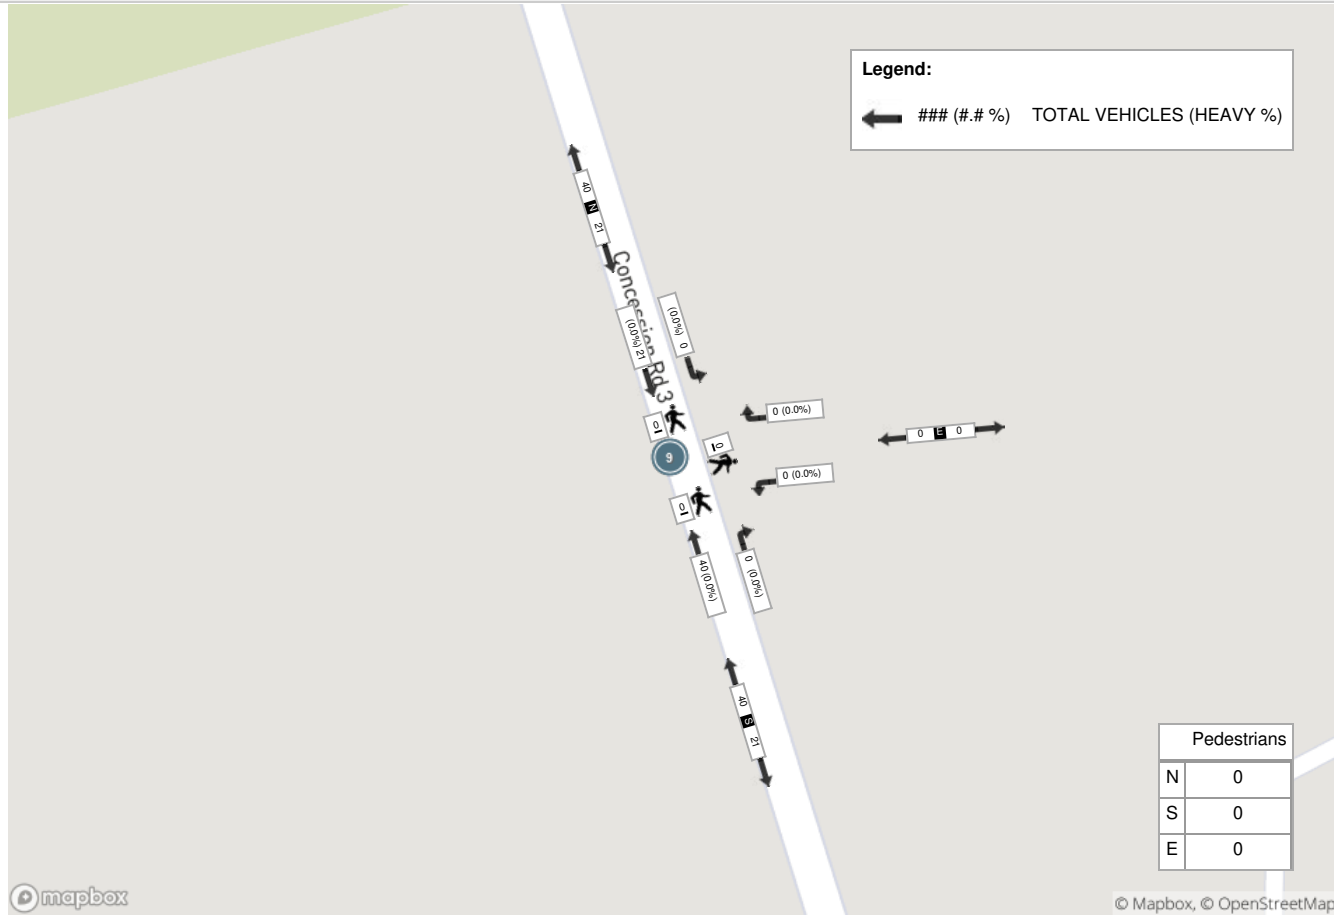 Legend:
### (#.# %) TOTAL VEHICLES (HEAVY %)
40 N 21
Concession Rd 3
(0.0%) 21
(0.0%) 0
0 (0.0%)
0 E 0
0
0
9
0 (0.0%)
0
40 (0.0%)
0 (0.0%)
40 S 21
Pedestrians
N 0
S 0
E 0
mapbox
© Mapbox, © OpenStreetMap